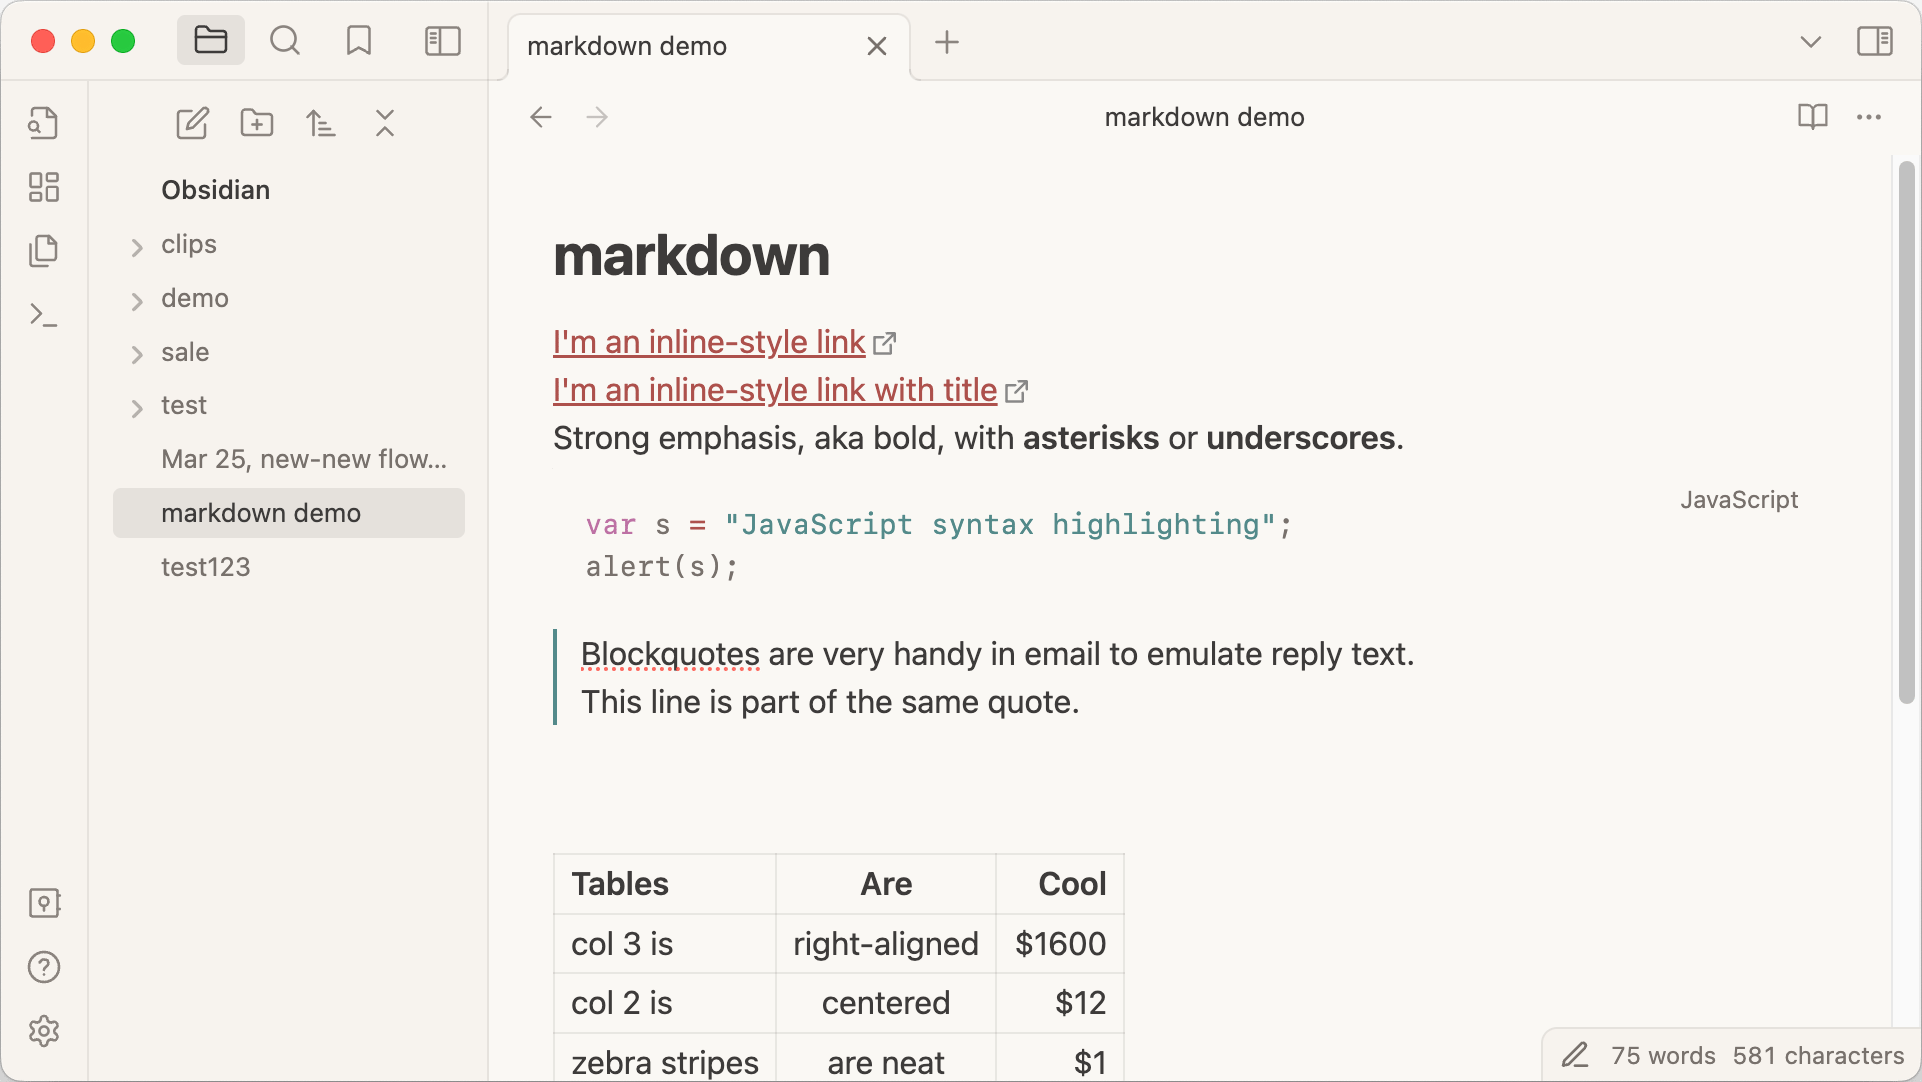 markdown demo
markdown demo
Obsidian
clips
demo
sale
test
Mar 25, new-new flow...
markdown demo
test123
markdown
I'm an inline-style link
I'm an inline-style link with title
Strong emphasis, aka bold, with asterisks or underscores.
JavaScript
var s = "JavaScript syntax highlighting";
alert(s);
Blockquotes are very handy in email to emulate reply text.
This line is part of the same quote.
Tables Are Cool
col 3 is right-aligned $1600
col 2 is centered $12
zebra stripes are neat $1
75 words 581 characters